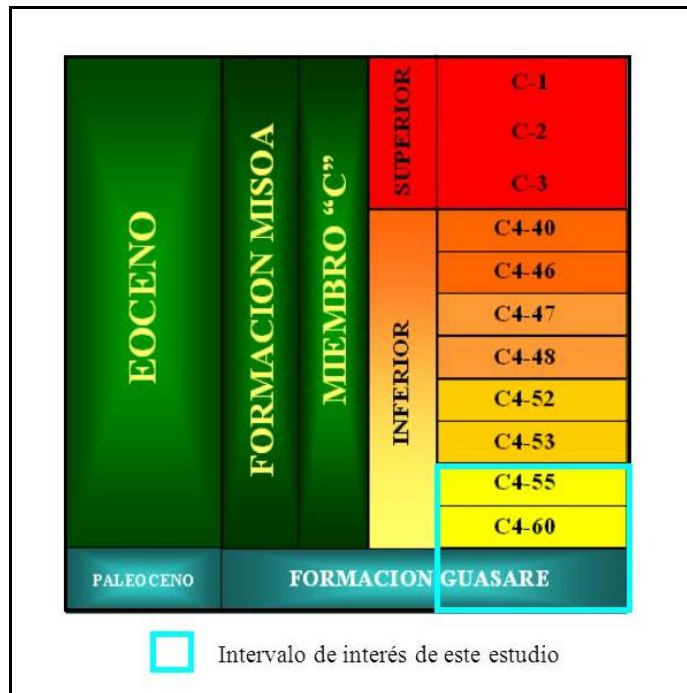 EOCENO
FORMACION MISOA
MIEMBRO "C"
SUPERIOR
C-1
C-2
C-3
INFERIOR
C4-40
C4-46
C4-47
C4-48
C4-52
C4-53
C4-55
C4-60
PALEOCENO
FORMACION GUASARE
Intervalo de interés de este estudio